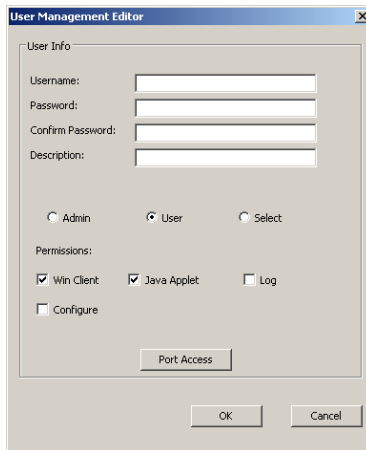 User Management Editor
User Info
Username:
Password:
Confirm Password:
Description:
Admin User Select
Permissions:
Win Client Java Applet Log
Configure
Port Access
OK Cancel